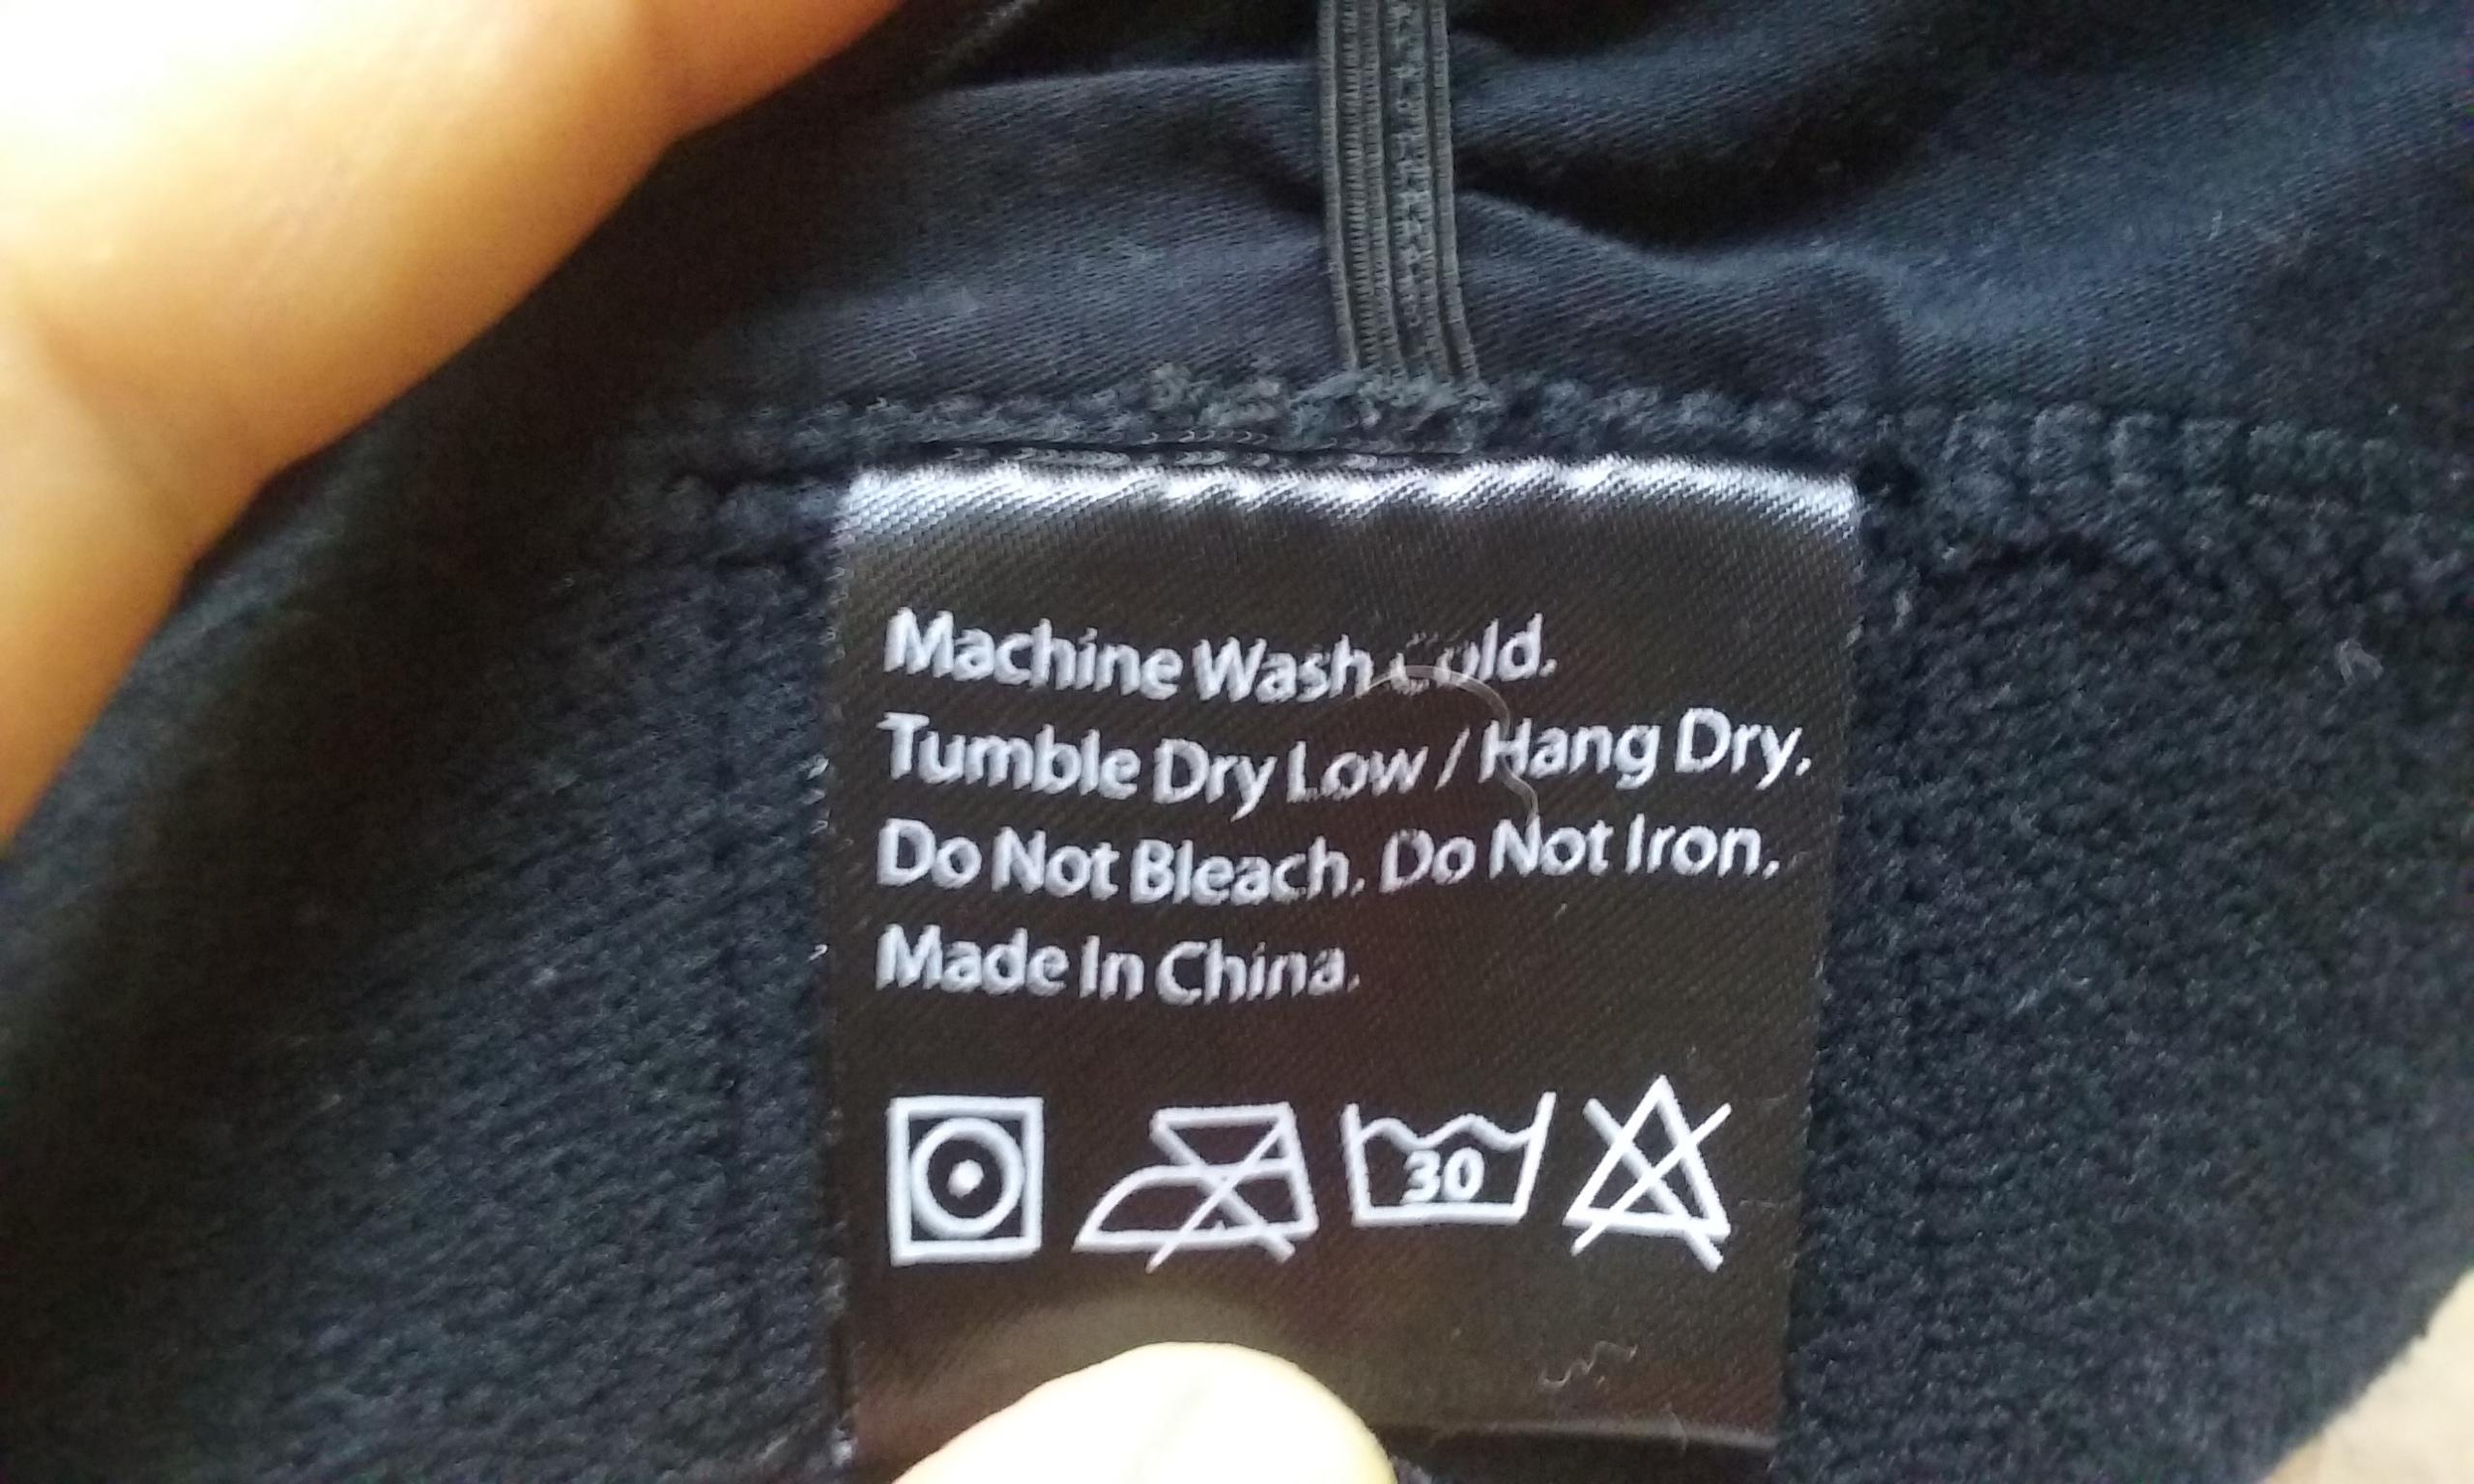 Machine Wash Cold.
Tumble Dry Low / Hang Dry.
Do Not Bleach. Do Not Iron.
Made In China.
30